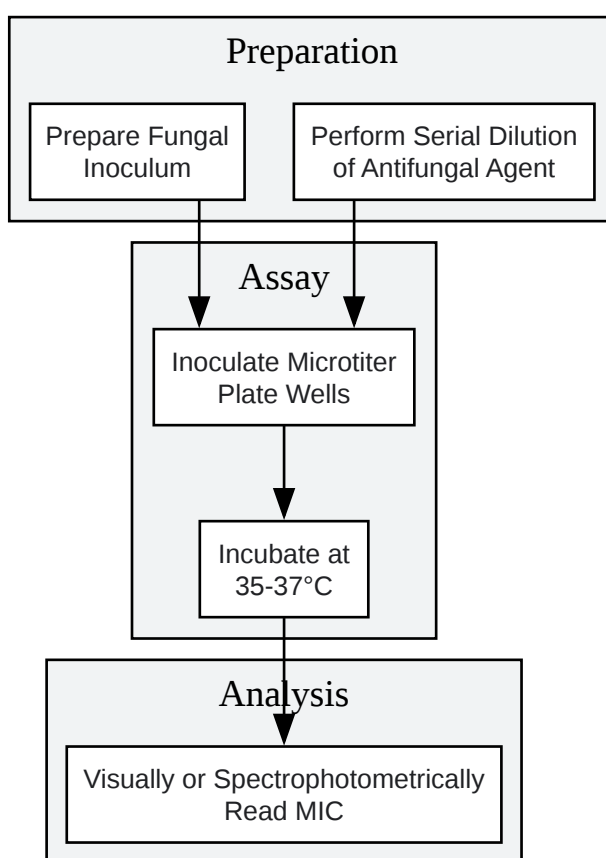 Preparation
Prepare Fungal
Inoculum
Perform Serial Dilution
of Antifungal Agent
Assay
Inoculate Microtiter
Plate Wells
Incubate at
35-37°C
Analysis
Visually or Spectrophotometrically
Read MIC